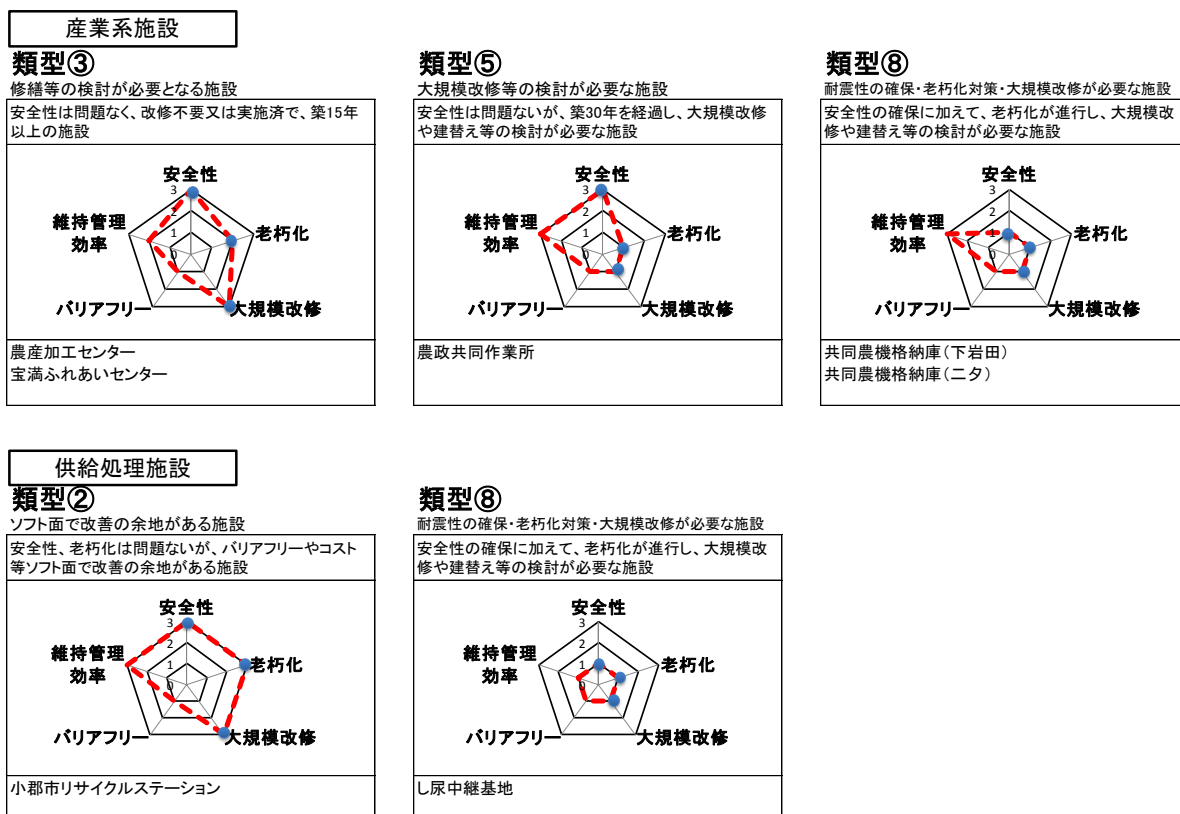 産業系施設
類型③
修繕等の検討が必要となる施設
安全性は問題なく、改修不要又は実施済で、築15年
以上の施設
安全性
3
2
1
0
維持管理
効率
老朽化
バリアフリー
大規模改修
農産加工センター
宝満ふれあいセンター
類型⑤
大規模改修等の検討が必要な施設
安全性は問題ないが、築30年を経過し、大規模改修
や建替え等の検討が必要な施設
安全性
3
2
1
0
維持管理
効率
老朽化
バリアフリー
大規模改修
農政共同作業所
類型⑧
耐震性の確保・老朽化対策・大規模改修が必要な施設
安全性の確保に加えて、老朽化が進行し、大規模改
修や建替え等の検討が必要な施設
安全性
3
2
1
0
維持管理
効率
老朽化
バリアフリー
大規模改修
共同農機格納庫(下岩田)
共同農機格納庫(二夕)
供給処理施設
類型②
ソフト面で改善の余地がある施設
安全性、老朽化は問題ないが、バリアフリーやコスト
等ソフト面で改善の余地がある施設
安全性
3
2
1
0
維持管理
効率
老朽化
バリアフリー
大規模改修
小郡市リサイクルステーション
類型⑧
耐震性の確保・老朽化対策・大規模改修が必要な施設
安全性の確保に加えて、老朽化が進行し、大規模改
修や建替え等の検討が必要な施設
安全性
3
2
1
0
維持管理
効率
老朽化
バリアフリー
大規模改修
し尿中継基地